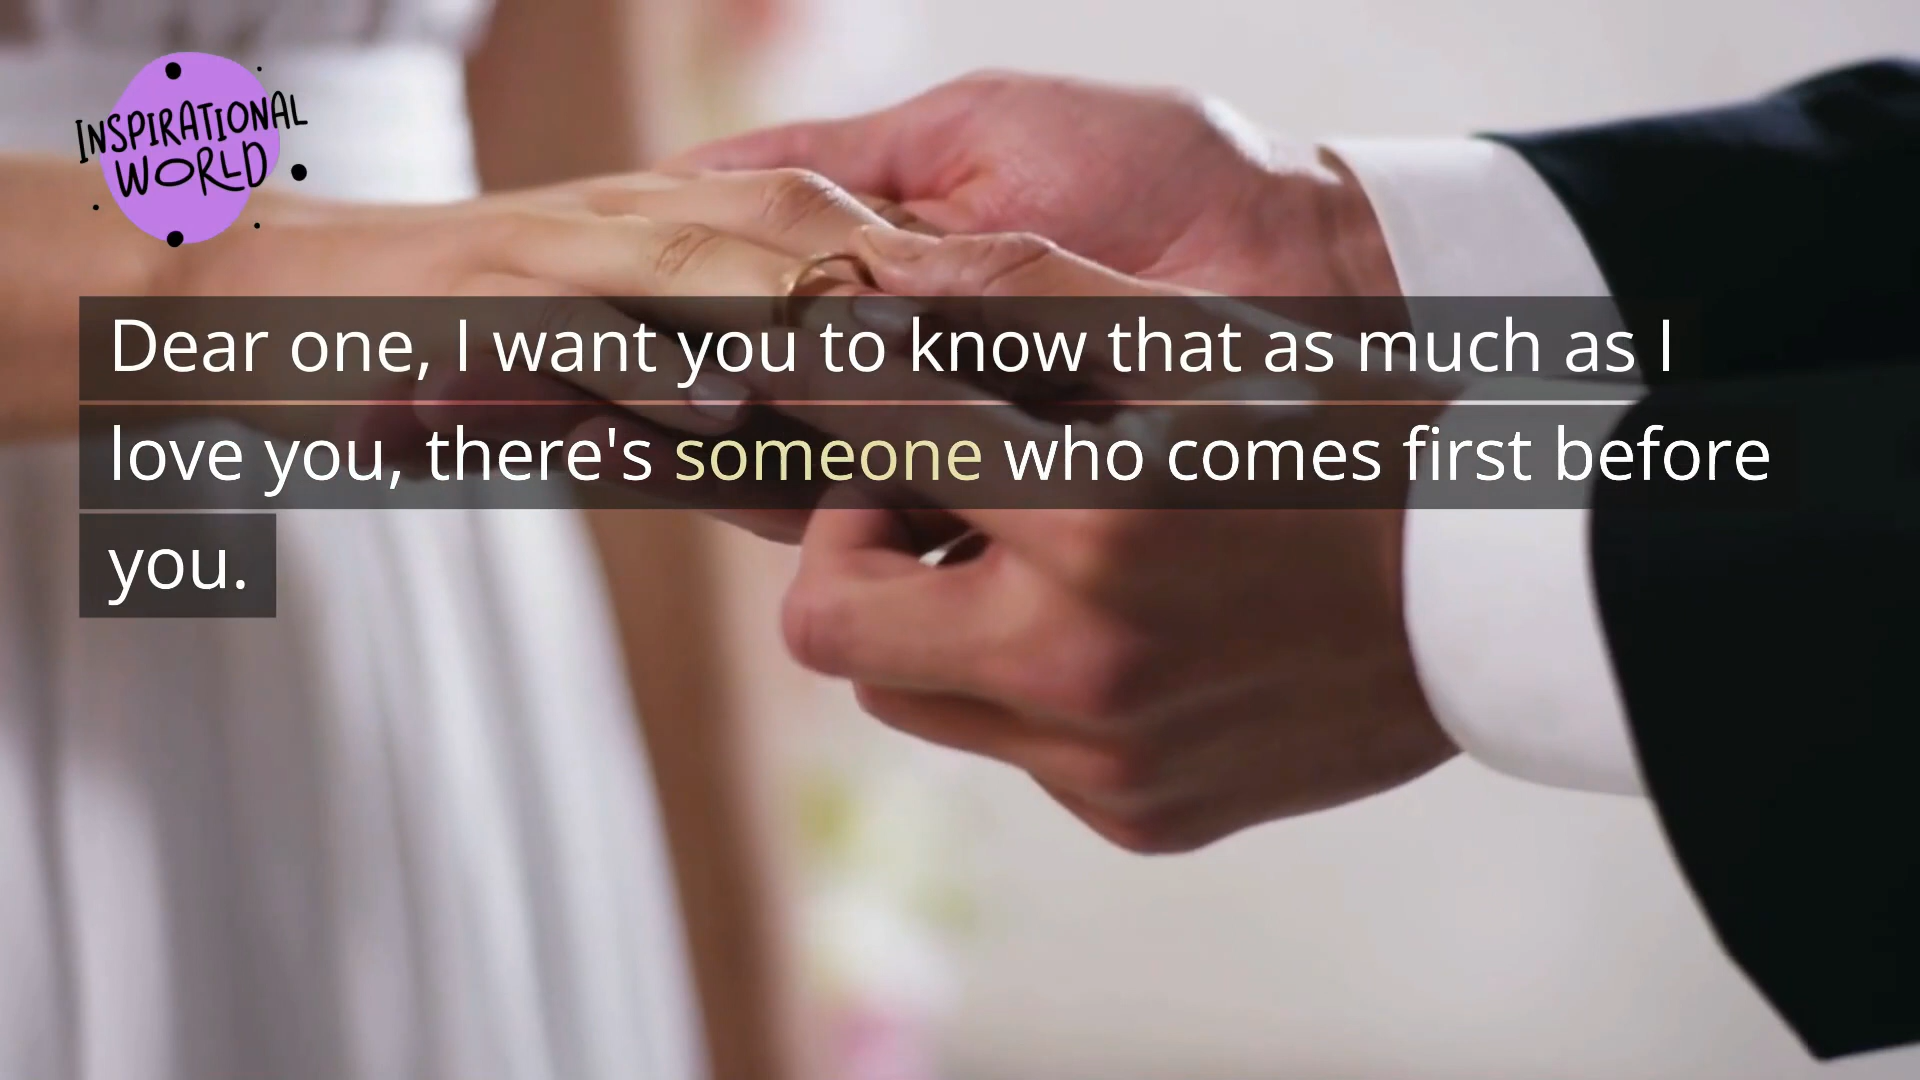 INSPIRATIONAL
WORLD
Dear one, I want you to know that as much as I
love you, there's someone who comes first before
you.